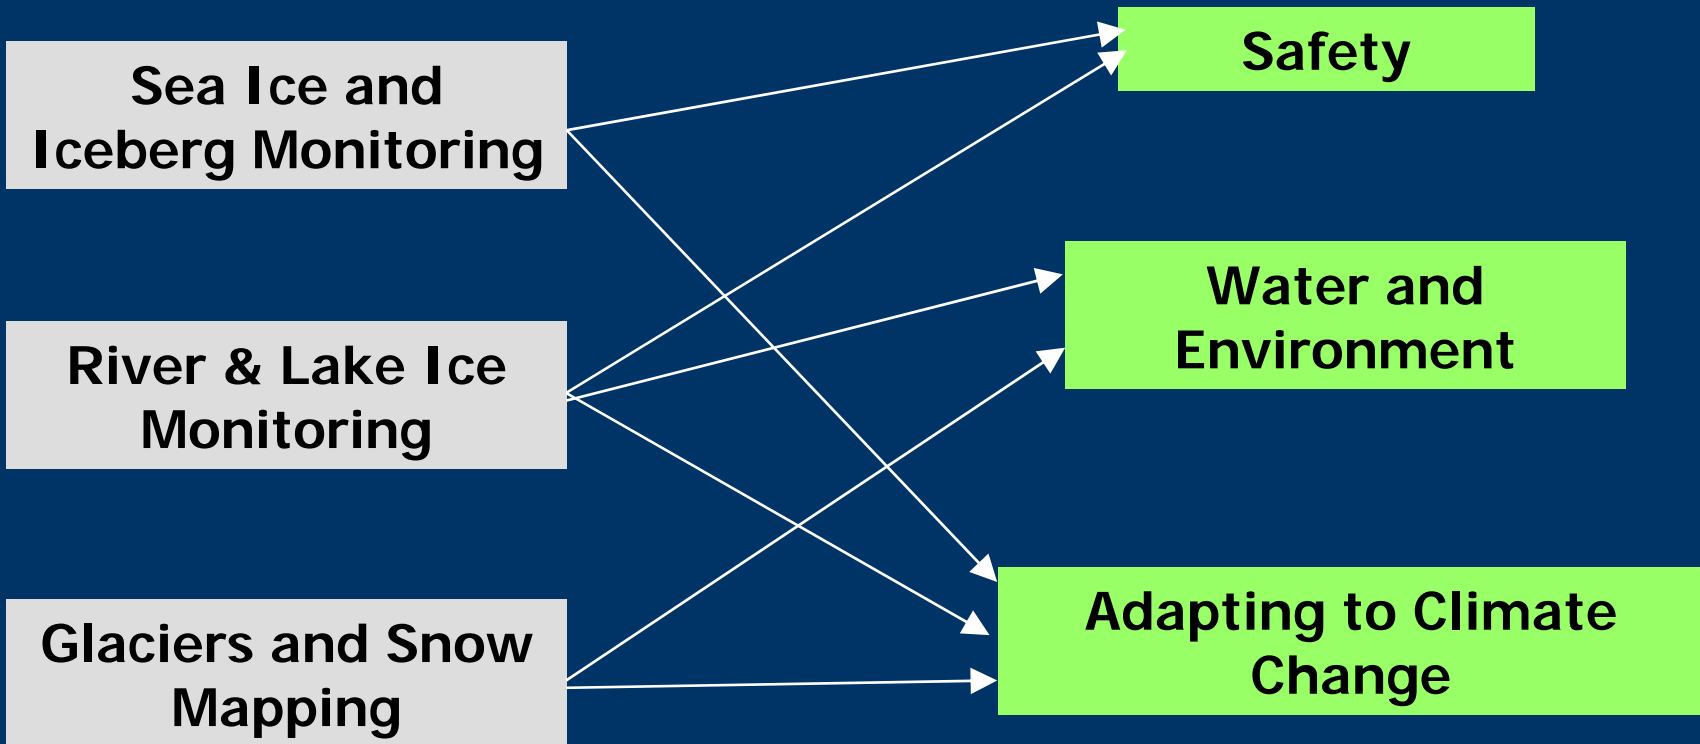 Sea Ice and
Iceberg Monitoring
River & Lake Ice
Monitoring
Glaciers and Snow
Mapping
Safety
Water and
Environment
Adapting to Climate
Change